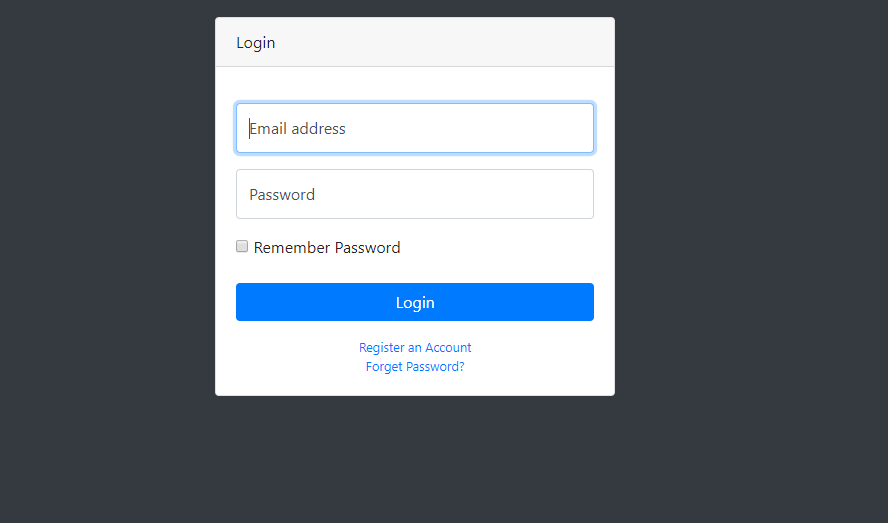 Login
Email address
Password
Remember Password
Login
Register an Account
Forget Password?